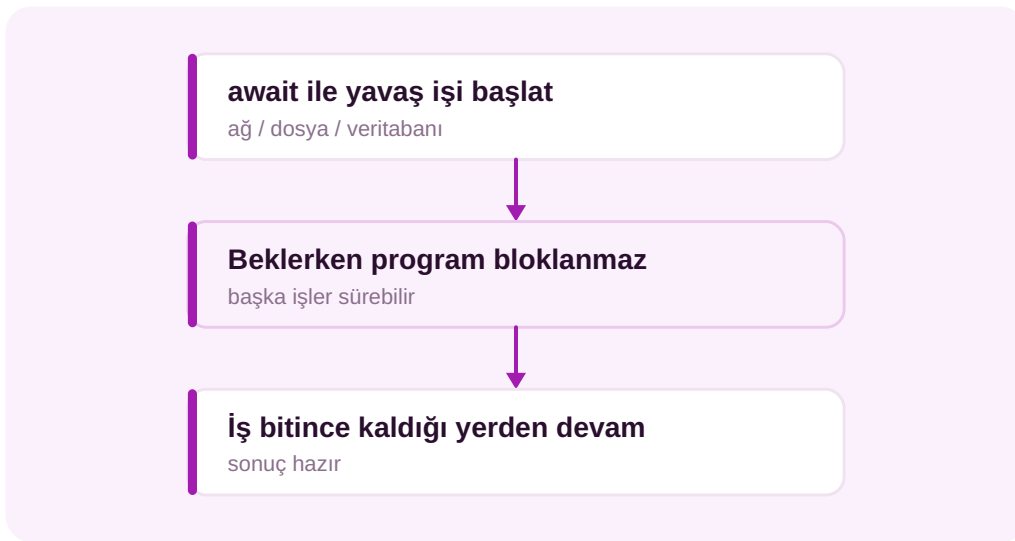 await ile yavaş işi başlat
ağ / dosya / veritabanı
Beklerken program bloklanmaz
başka işler sürebilir
İş bitince kaldığı yerden devam
sonuç hazır